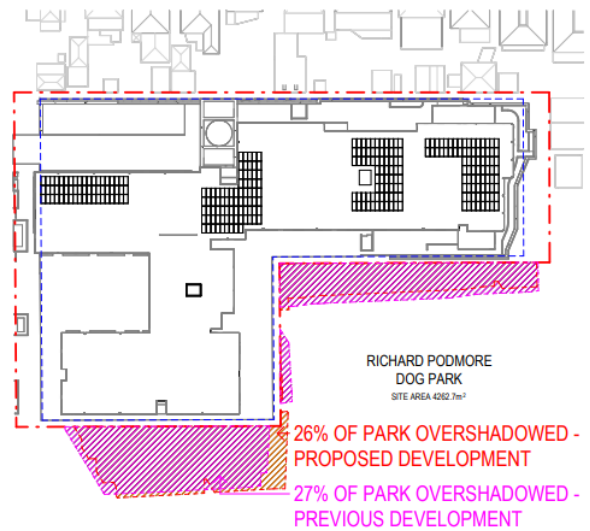 RICHARD PODMORE
DOG PARK
SITE AREA 4262.7m²
26% OF PARK OVERSHADOWED -
PROPOSED DEVELOPMENT
27% OF PARK OVERSHADOWED -
PREVIOUS DEVELOPMENT